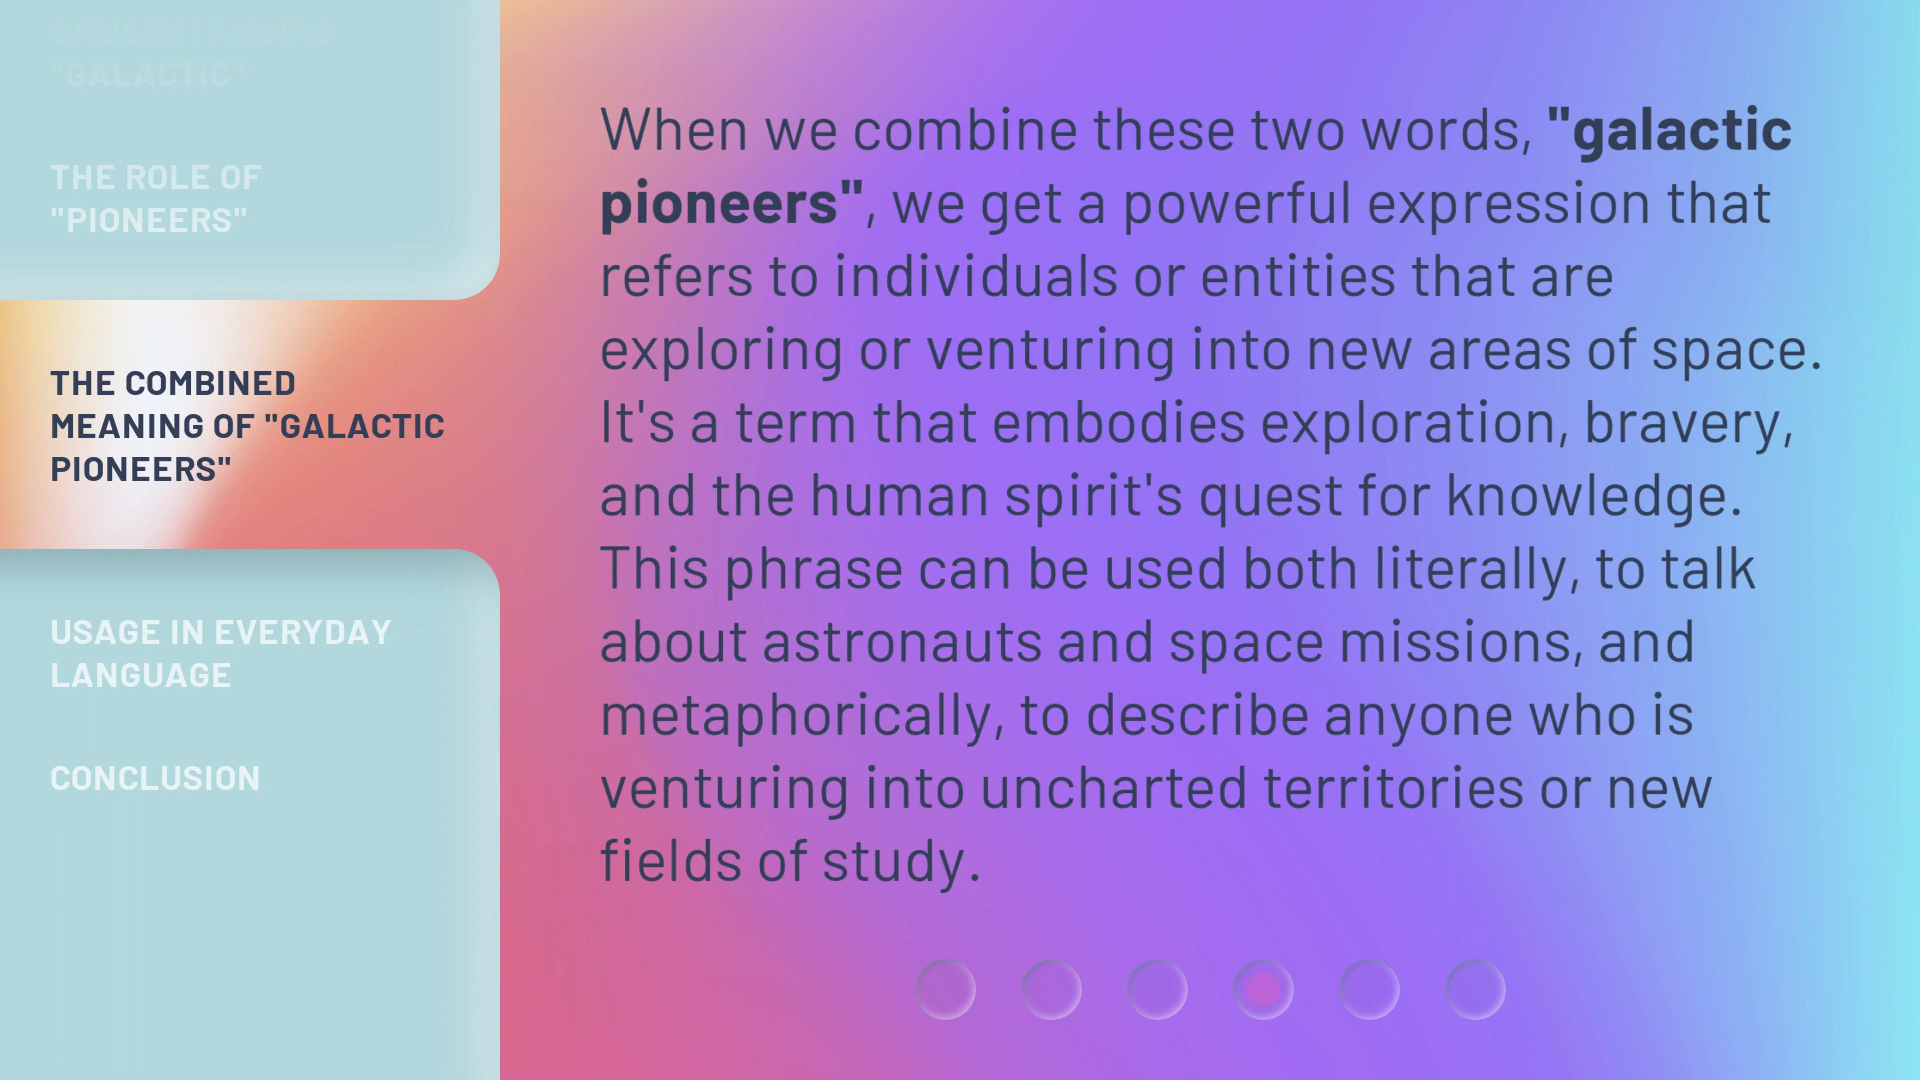 UNDERSTANDING
"GALACTIC"
THE ROLE OF
"PIONEERS"
THE COMBINED
MEANING OF "GALACTIC
PIONEERS"
USAGE IN EVERYDAY
LANGUAGE
CONCLUSION
When we combine these two words, "galactic
pioneers", we get a powerful expression that
refers to individuals or entities that are
exploring or venturing into new areas of space.
It's a term that embodies exploration, bravery,
and the human spirit's quest for knowledge.
This phrase can be used both literally, to talk
about astronauts and space missions, and
metaphorically, to describe anyone who is
venturing into uncharted territories or new
fields of study.